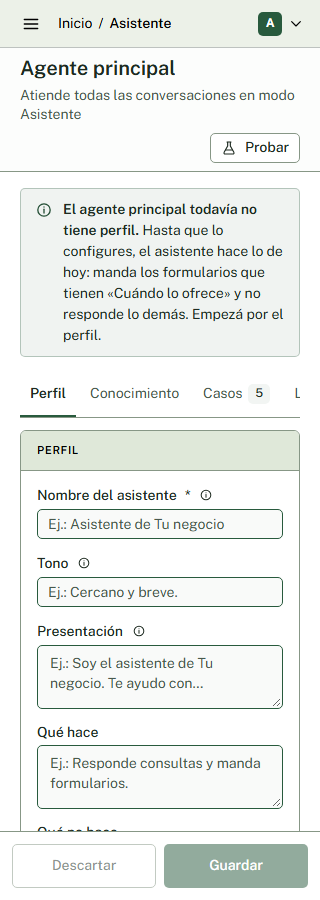 Inicio / Asistente
A
Agente principal
Atiende todas las conversaciones en modo
Asistente
Probar
El agente principal todavía no
tiene perfil. Hasta que lo
configures, el asistente hace lo de
hoy: manda los formularios que
tienen «Cuándo lo ofrece» y no
responde lo demás. Empezá por el
perfil.
Perfil Conocimiento Casos 5
PERFIL
Nombre del asistente *
Ej.: Asistente de Tu negocio
Tono
Ej.: Cercano y breve.
Presentación
Ej.: Soy el asistente de Tu
negocio. Te ayudo con...
Qué hace
Ej.: Responde consultas y manda
formularios.
Descartar Guardar